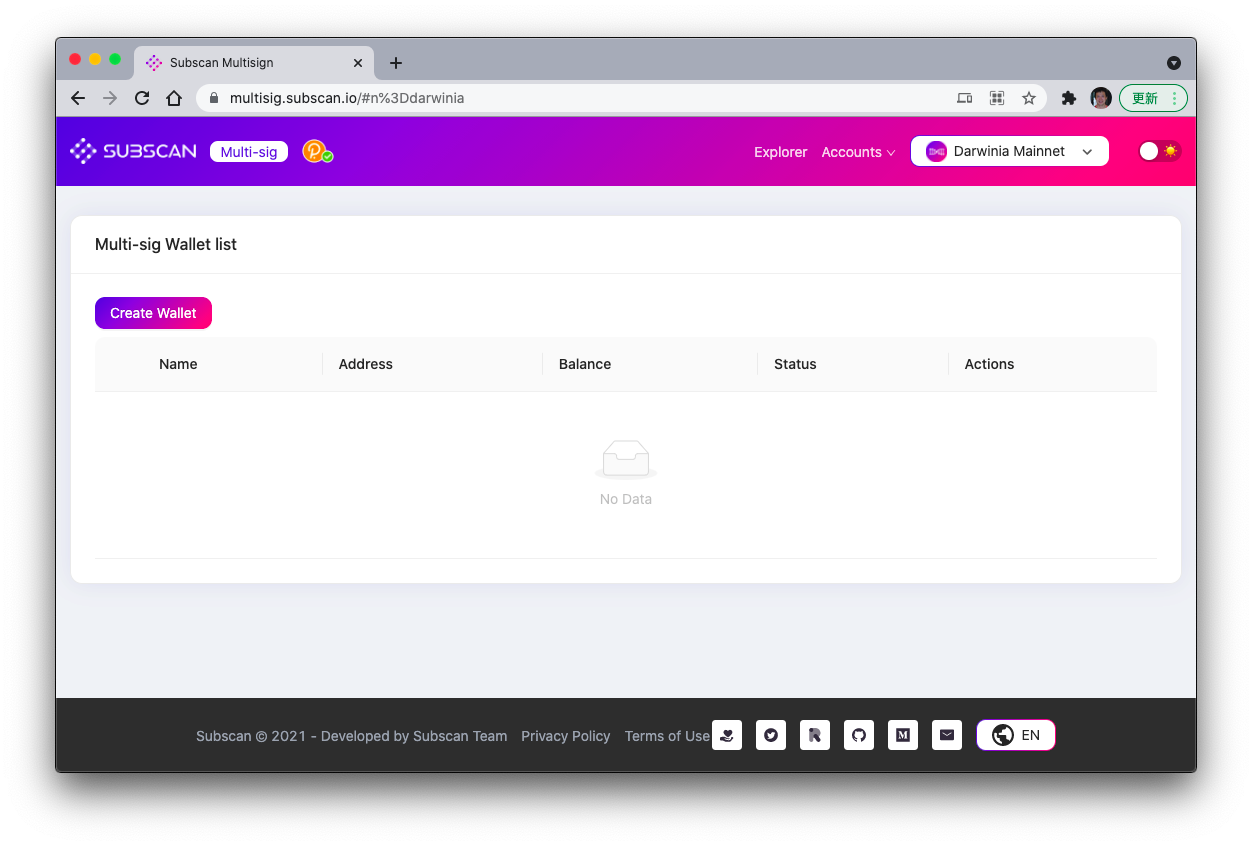 Subscan Multisign
multisig.subscan.io/#n%3Ddarwinia
更新
SUBSCAN
Multi-sig
Explorer
Accounts
Darwinia Mainnet
Multi-sig Wallet list
Create Wallet
Name
Address
Balance
Status
Actions
No Data
Subscan © 2021 - Developed by Subscan Team
Privacy Policy
Terms of Use
EN